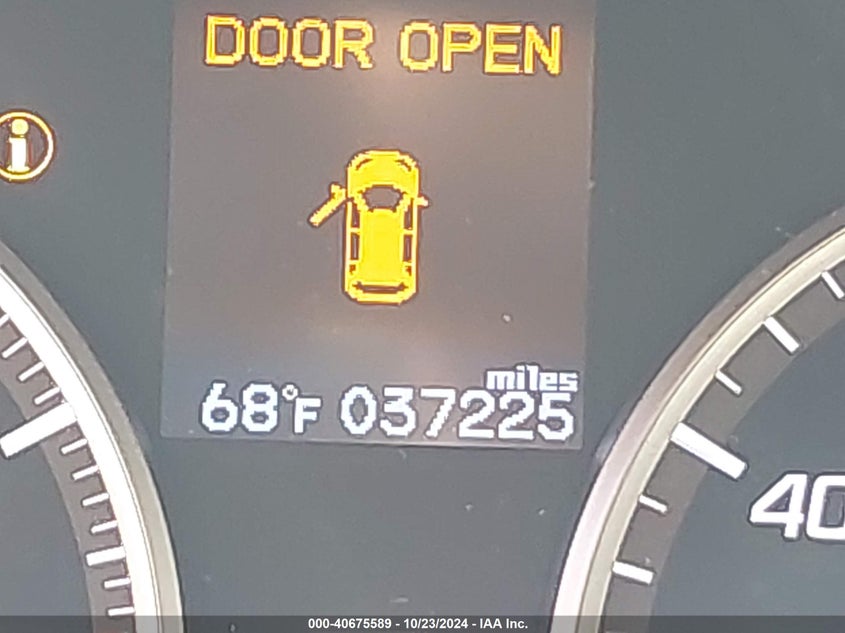 DOOR OPEN
i
miles
68°F 037225
40
000-40675589 - 10/23/2024 - IAA Inc.